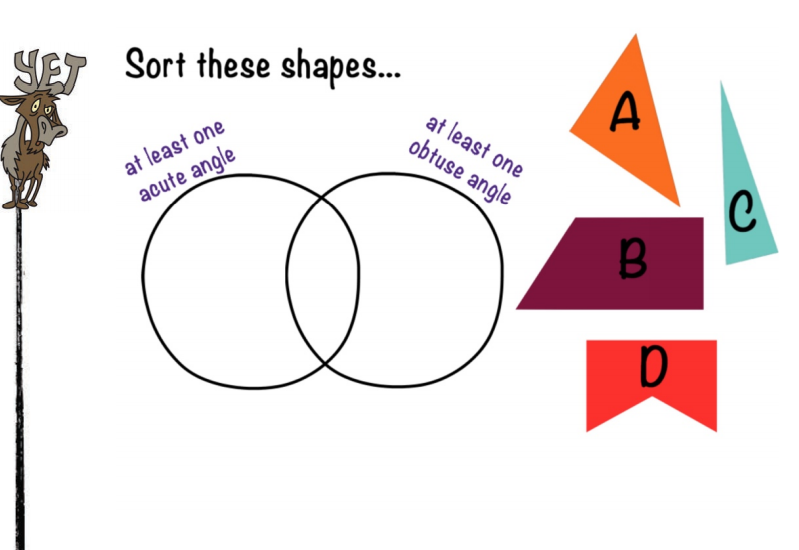 YET
Sort these shapes...
at least one
acute angle
at least one
obtuse angle
A
C
B
D